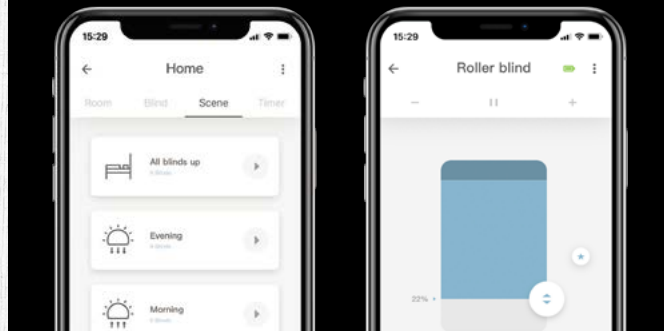 15:29
Home
Room Blind Scene Timer
All blinds up
Evening
Morning
15:29
Roller blind
22%